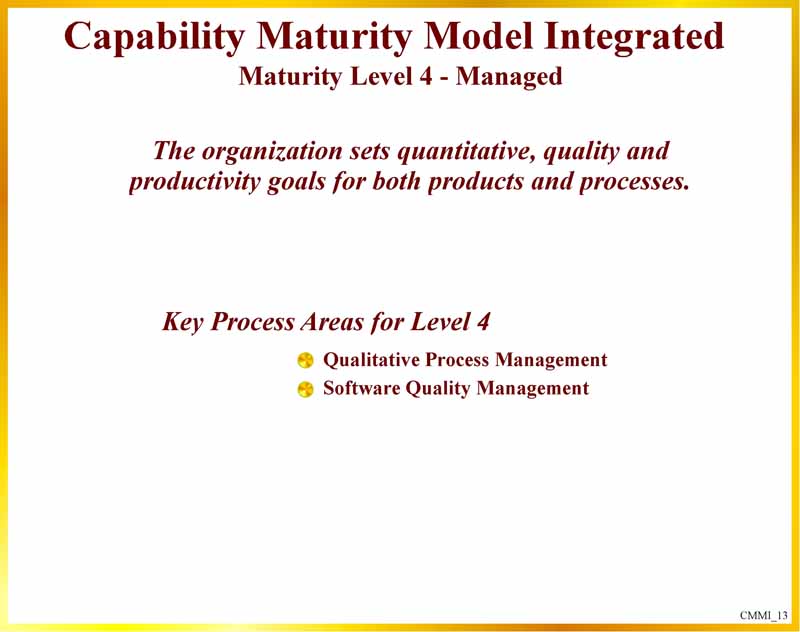 Capability Maturity Model Integrated
Maturity Level 4 - Managed
The organization sets quantitative, quality and
productivity goals for both products and processes.
Key Process Areas for Level 4
Qualitative Process Management
Software Quality Management
CMMI_13